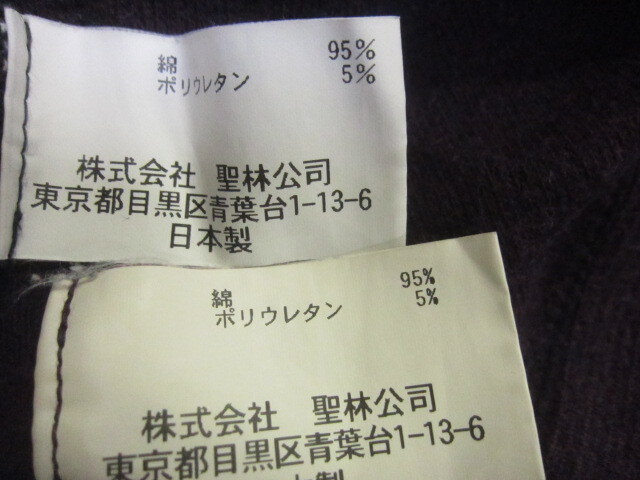 綿 95%
ポリウレタン 5%
株式会社 聖林公司
東京都目黒区青葉台1-13-6
日本製
綿 95%
ポリウレタン 5%
株式会社 聖林公司
東京都目黒区青葉台1-13-6